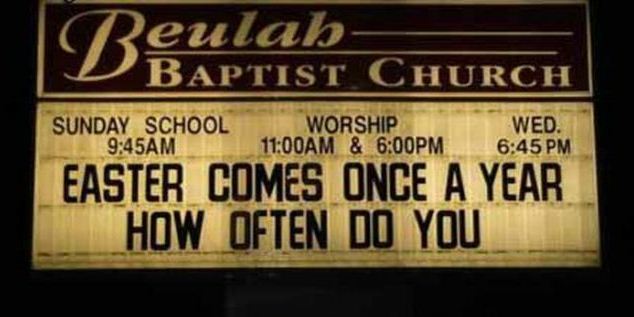 Beulah
BAPTIST CHURCH
SUNDAY SCHOOL WORSHIP WED.
9:45AM 11:00AM & 6:00PM 6:45 PM
EASTER COMES ONCE A YEAR
HOW OFTEN DO YOU